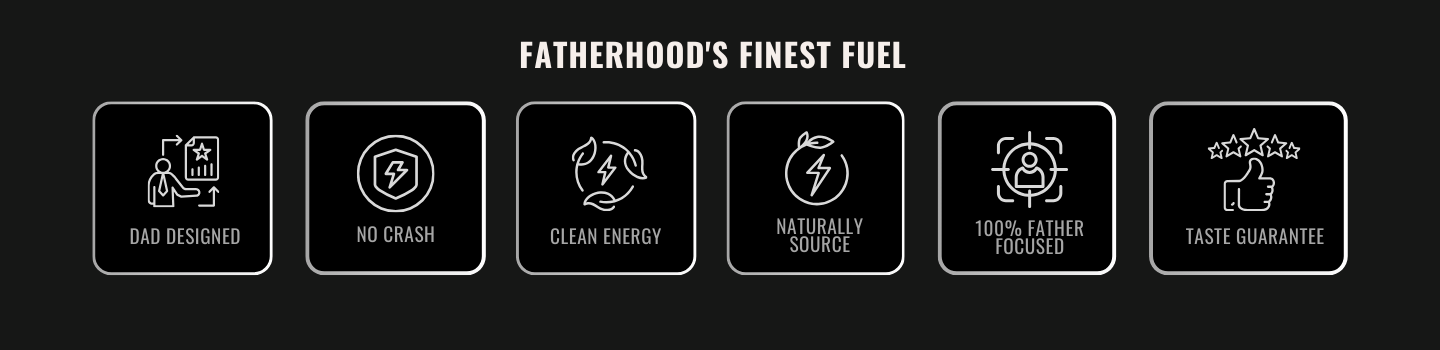 FATHERHOOD'S FINEST FUEL
DAD DESIGNED
NO CRASH
CLEAN ENERGY
NATURALLY
SOURCE
100% FATHER
FOCUSED
TASTE GUARANTEE